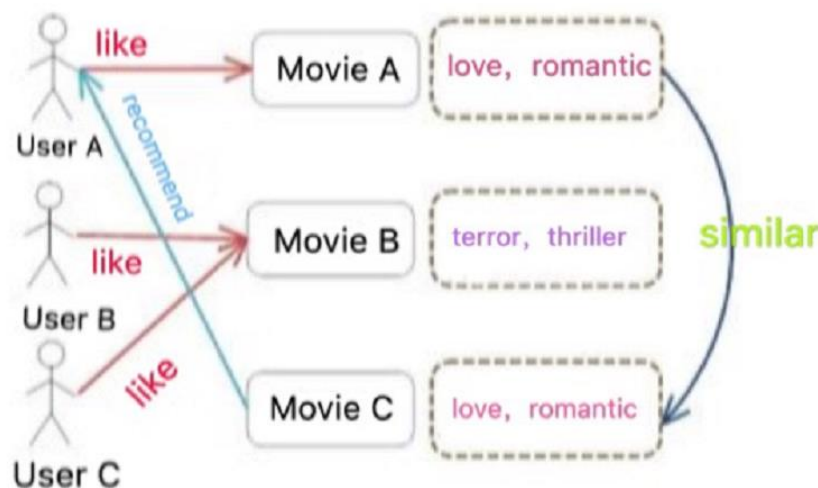 like
Movie A
love, romantic
User A
recommend
like
Movie B
terror, thriller
similar
User B
like
Movie C
love, romantic
User C